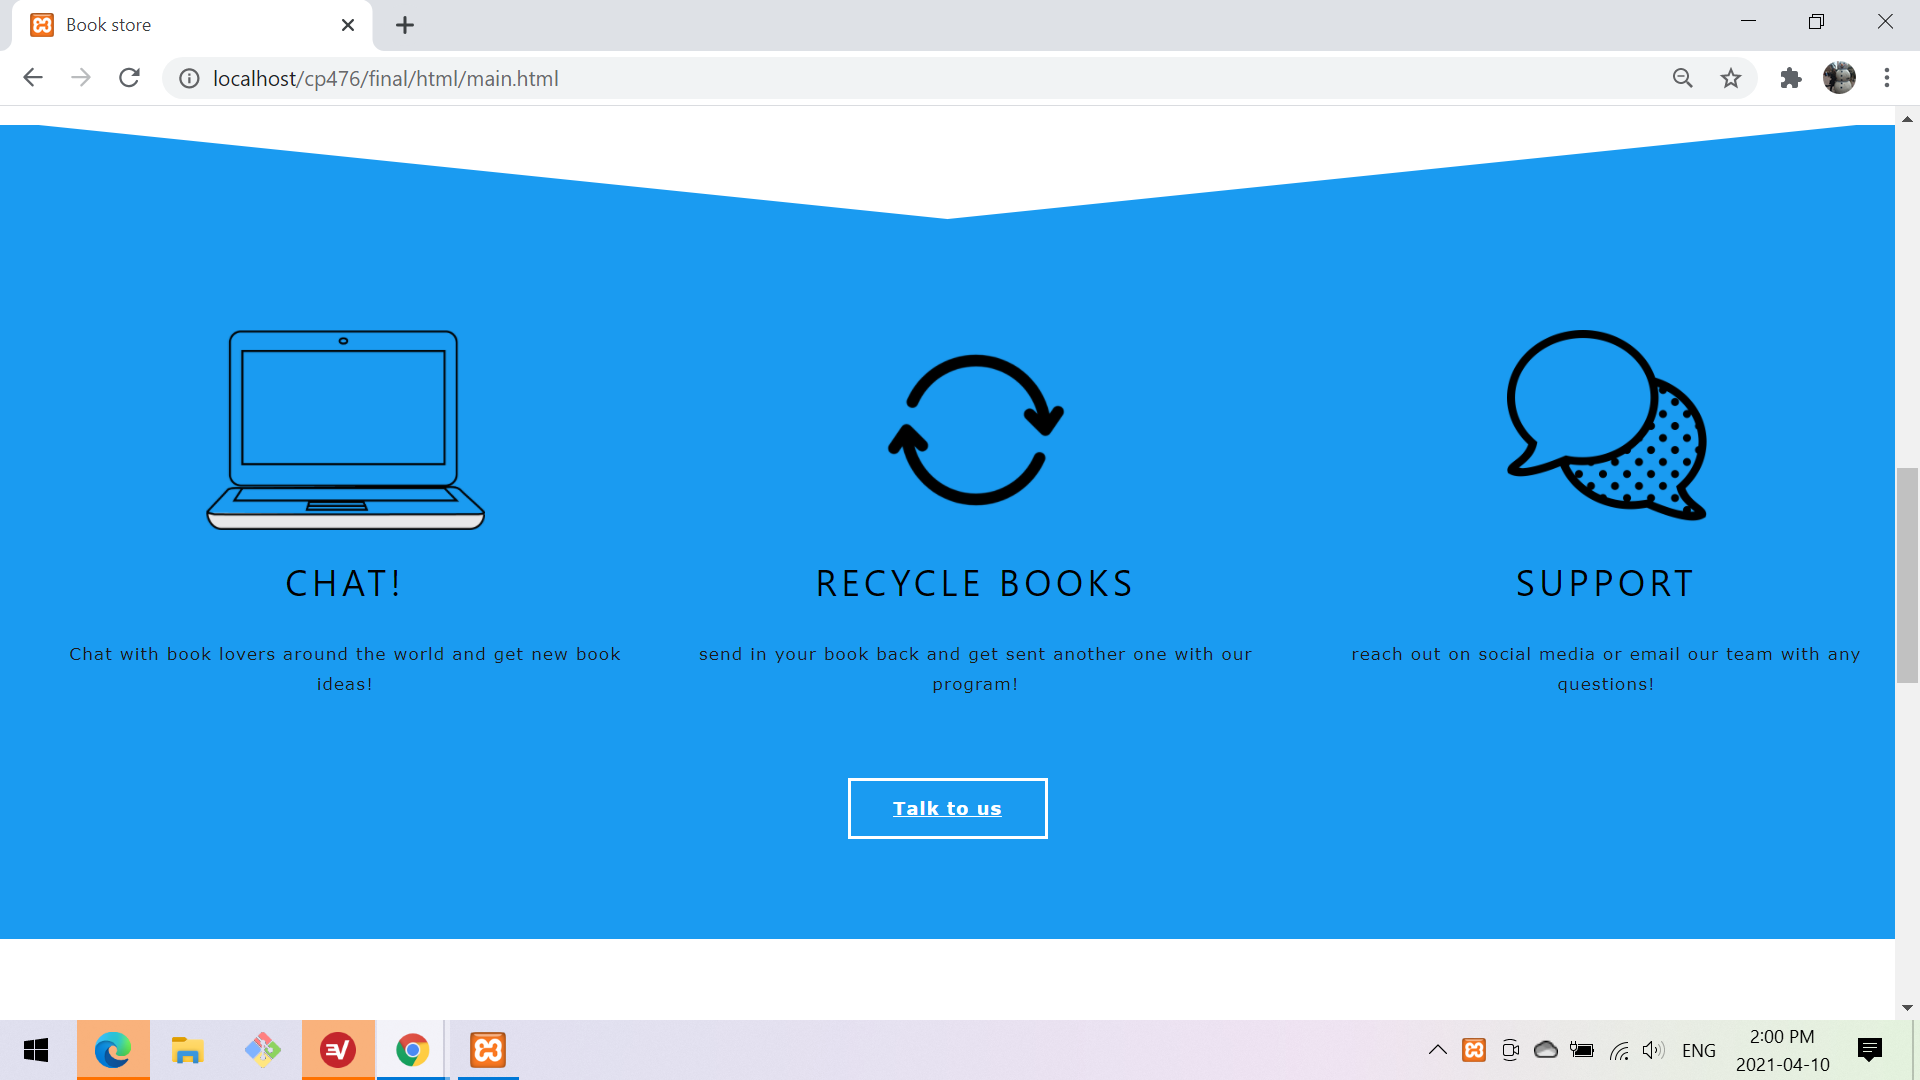 Book store
localhost/cp476/final/html/main.html
CHAT!
Chat with book lovers around the world and get new book
ideas!
RECYCLE BOOKS
send in your book back and get sent another one with our
program!
SUPPORT
reach out on social media or email our team with any
questions!
Talk to us
ENG
2:00 PM
2021-04-10